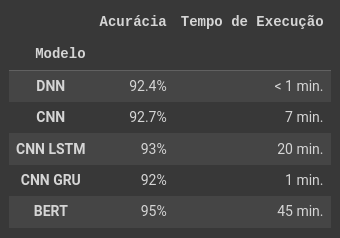 Acurácia Tempo de Execução
Modelo
DNN 92.4% < 1 min.
CNN 92.7% 7 min.
CNN LSTM 93% 20 min.
CNN GRU 92% 1 min.
BERT 95% 45 min.